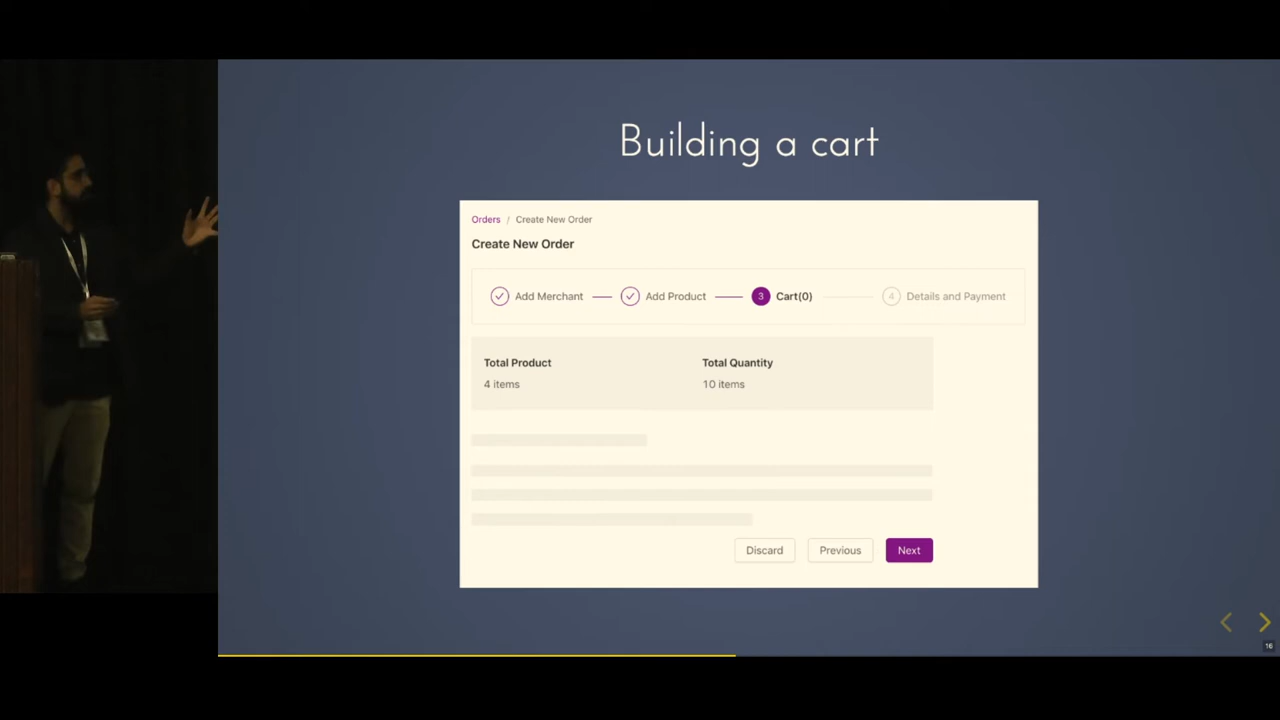 Building a cart
Orders / Create New Order
Create New Order
Add Merchant
Add Product
3 Cart(0)
4 Details and Payment
Total Product
Total Quantity
4 items
10 items
Discard
Previous
Next
16